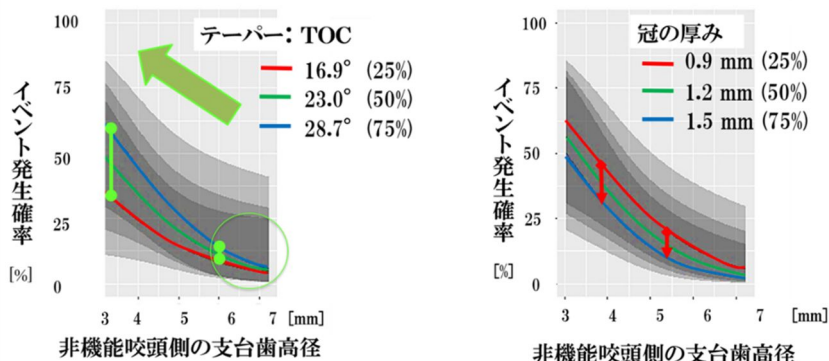 テーパー: TOC
16.9° (25%)
23.0° (50%)
28.7° (75%)
イベント発生確率
[%]
100
75
50
25
0
3 4 5 6 7 [mm]
非機能咬頭側の支台歯高径
冠の厚み
0.9 mm (25%)
1.2 mm (50%)
1.5 mm (75%)
イベント発生確率
[%]
100
75
50
25
0
3 4 5 6 7 [mm]
非機能咬頭側の支台歯高径